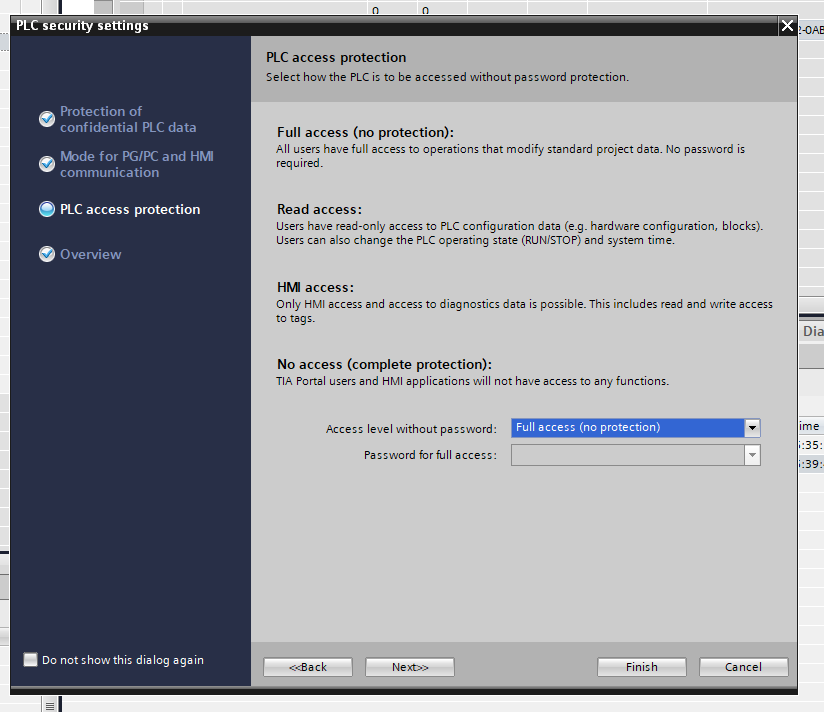 0 0
PLC security settings
2-0AB
PLC access protection
Select how the PLC is to be accessed without password protection.
Protection of
confidential PLC data
Mode for PG/PC and HMI
communication
PLC access protection
Overview
Full access (no protection):
All users have full access to operations that modify standard project data. No password is
required.
Read access:
Users have read-only access to PLC configuration data (e.g. hardware configuration, blocks).
Users can also change the PLC operating state (RUN/STOP) and system time.
HMI access:
Only HMI access and access to diagnostics data is possible. This includes read and write access
to tags.
Dia
No access (complete protection):
TIA Portal users and HMI applications will not have access to any functions.
Access level without password: Full access (no protection)
ime
Password for full access:
:35:
:39:
Do not show this dialog again
<<Back Next>> Finish Cancel